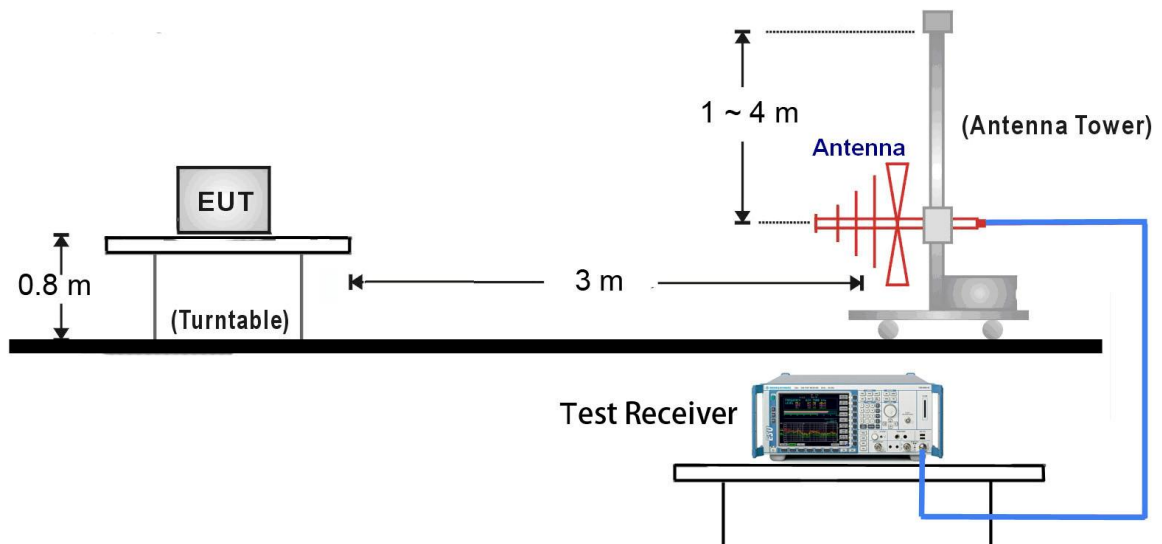 1 ~ 4 m
(Antenna Tower)
Antenna
EUT
0.8 m
3 m
(Turntable)
Test Receiver